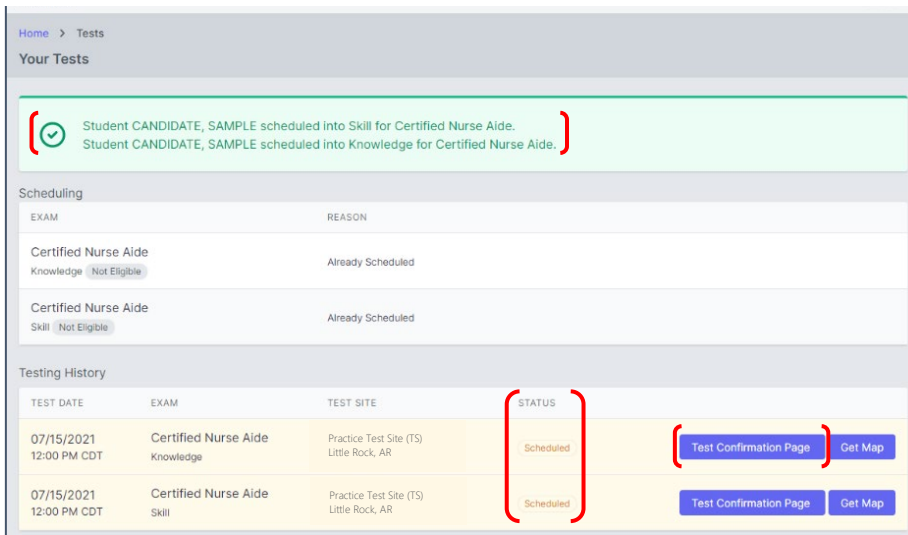 Home > Tests
Your Tests
Student CANDIDATE, SAMPLE scheduled into Skill for Certified Nurse Aide.
Student CANDIDATE, SAMPLE scheduled into Knowledge for Certified Nurse Aide.
Scheduling
EXAM REASON
Certified Nurse Aide
Knowledge Not Eligible Already Scheduled
Certified Nurse Aide
Skill Not Eligible Already Scheduled
Testing History
TEST DATE EXAM TEST SITE STATUS
07/15/2021 Certified Nurse Aide Practice Test Site (TS) Scheduled Test Confirmation Page Get Map
12:00 PM CDT Knowledge Little Rock, AR
07/15/2021 Certified Nurse Aide Practice Test Site (TS) Scheduled Test Confirmation Page Get Map
12:00 PM CDT Skill Little Rock, AR